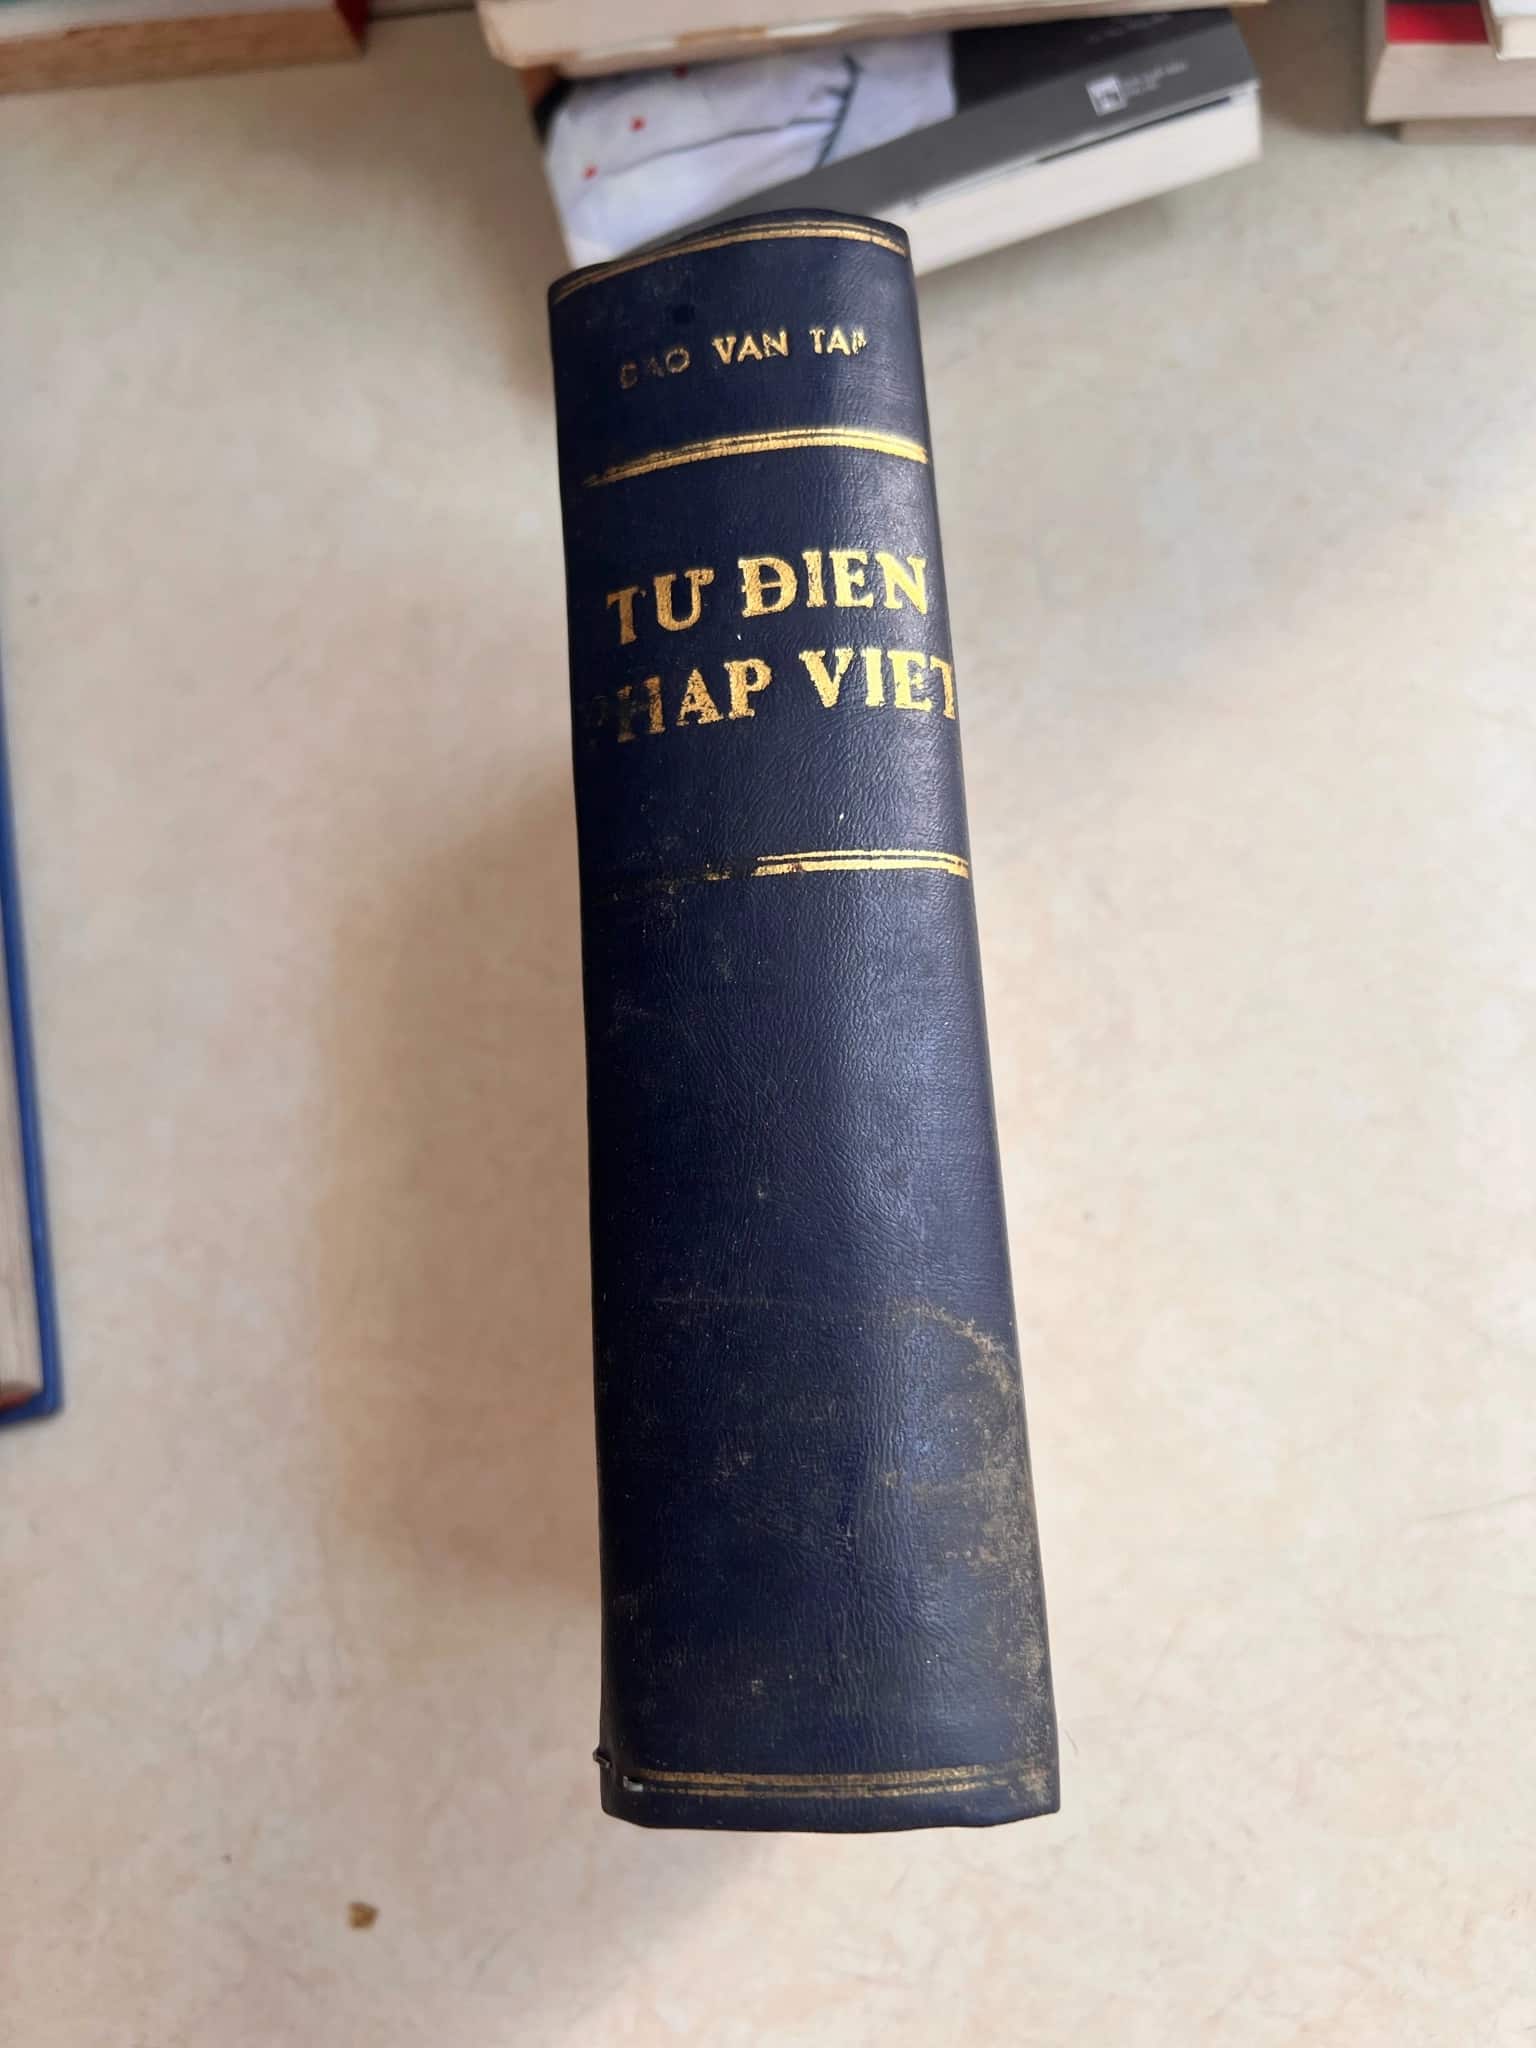 ĐAO VAN TAP
TƯ ĐIEN
PHAP VIET